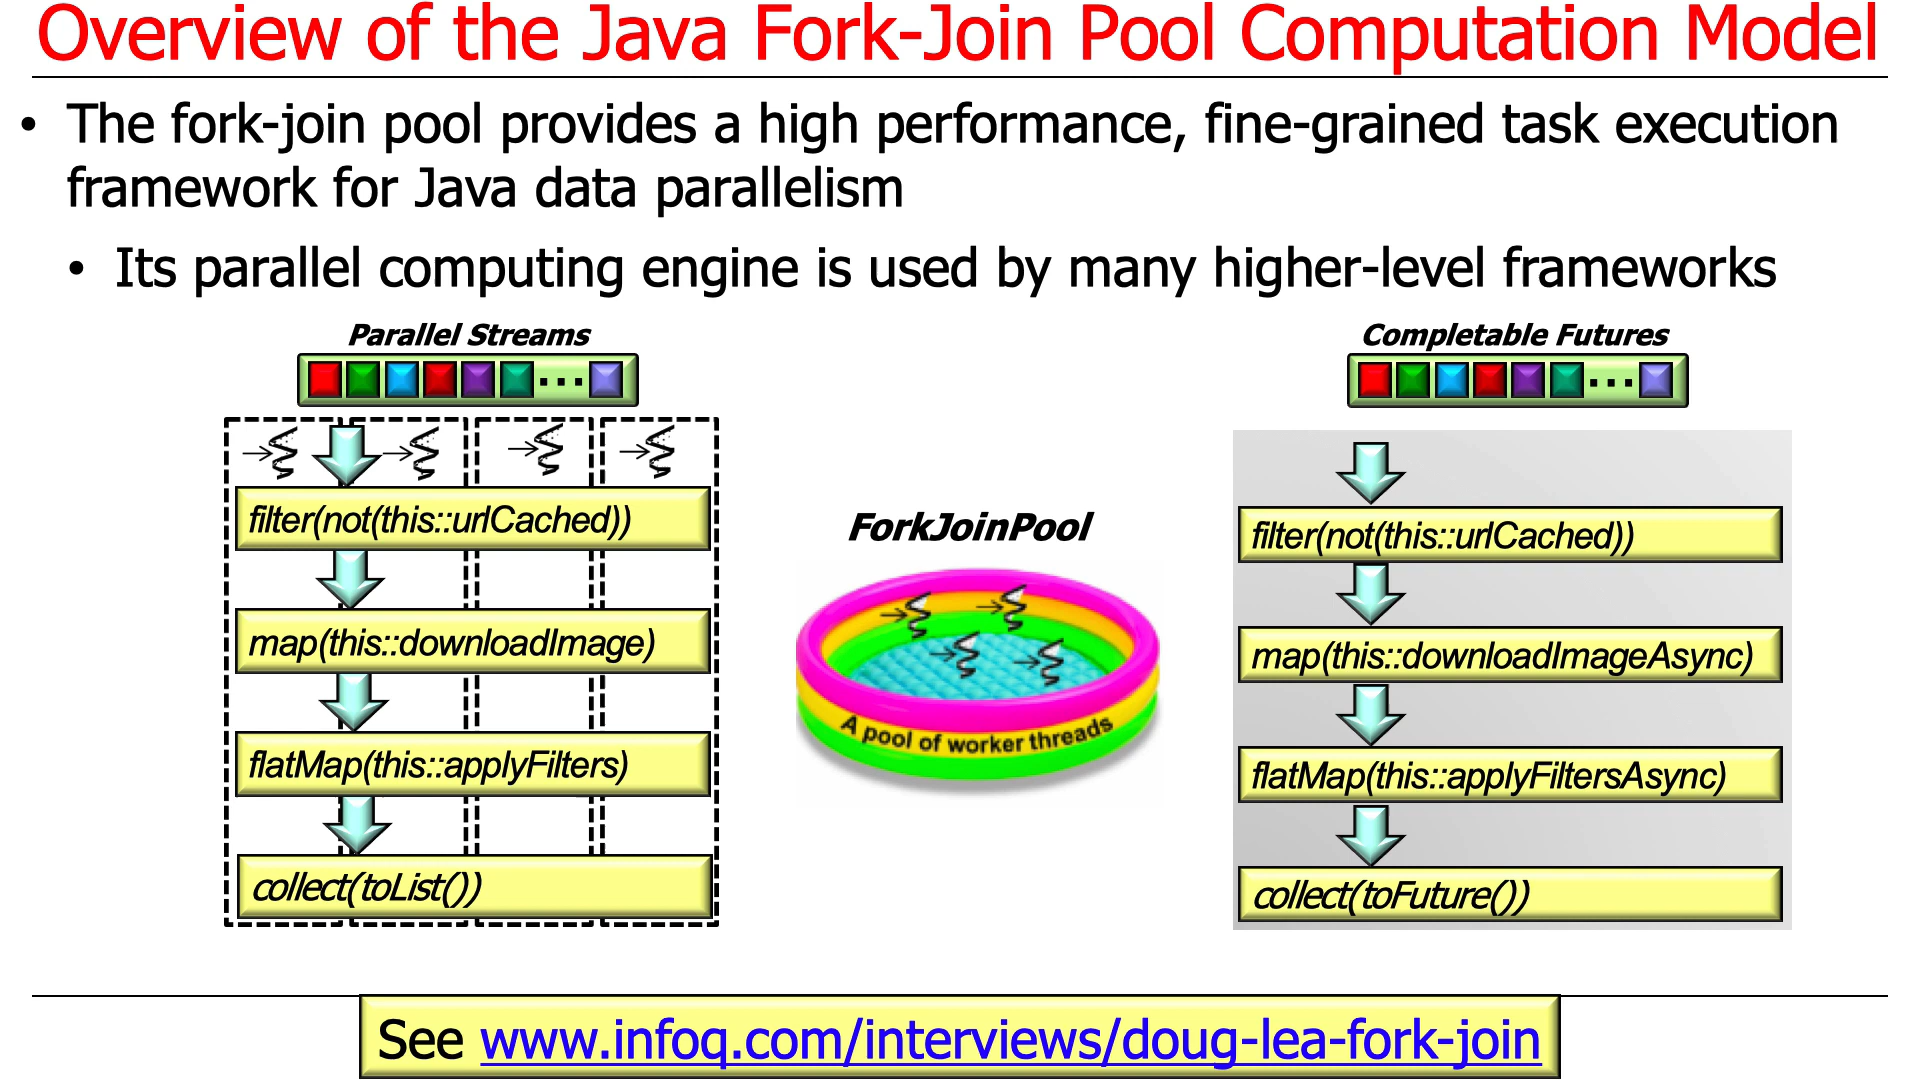 Overview of the Java Fork-Join Pool Computation Model
• The fork-join pool provides a high performance, fine-grained task execution
framework for Java data parallelism
• Its parallel computing engine is used by many higher-level frameworks
Parallel Streams
filter(not(this::urlCached))
map(this::downloadImage)
flatMap(this::applyFilters)
collect(toList())
ForkJoinPool
A pool of worker threads
Completable Futures
filter(not(this::urlCached))
map(this::downloadImageAsync)
flatMap(this::applyFiltersAsync)
collect(toFuture())
See www.infoq.com/interviews/doug-lea-fork-join